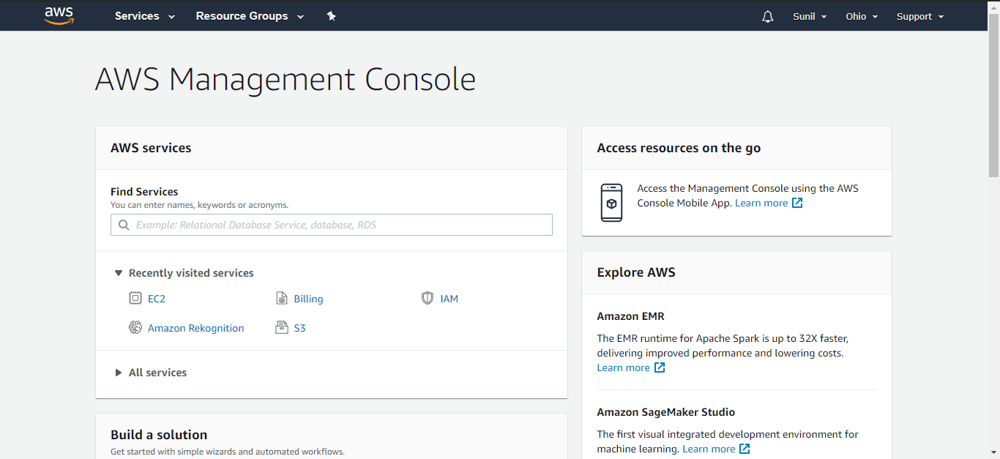 aws Services Resource Groups Sunil Ohio Support
AWS Management Console
AWS services
Find Services
You can enter names, keywords or acronyms.
Example: Relational Database Service, database, RDS
Recently visited services
EC2 Billing IAM
Amazon Rekognition S3
All services
Build a solution
Get started with simple wizards and automated workflows.
Access resources on the go
Access the Management Console using the AWS
Console Mobile App. Learn more
Explore AWS
Amazon EMR
The EMR runtime for Apache Spark is up to 32X faster,
delivering improved performance and lowering costs.
Learn more
Amazon SageMaker Studio
The first visual integrated development environment for
machine learning. Learn more